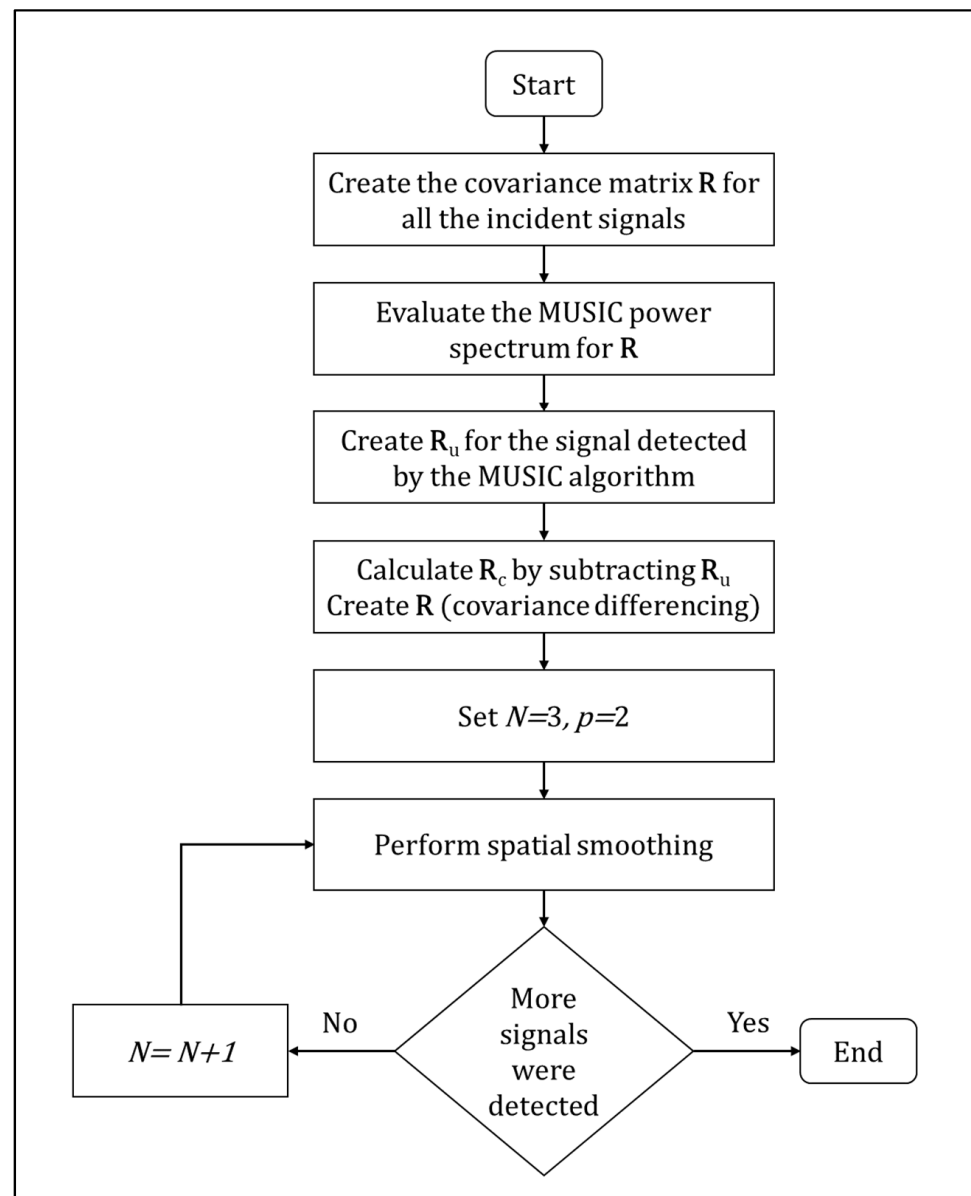 Start
Create the covariance matrix R for
all the incident signals
Evaluate the MUSIC power
spectrum for R
Create Ru for the signal detected
by the MUSIC algorithm
Calculate Rc by subtracting Ru
Create R (covariance differencing)
Set N=3, p=2
Perform spatial smoothing
More
signals
were
detected
No
Yes
N= N+1
End